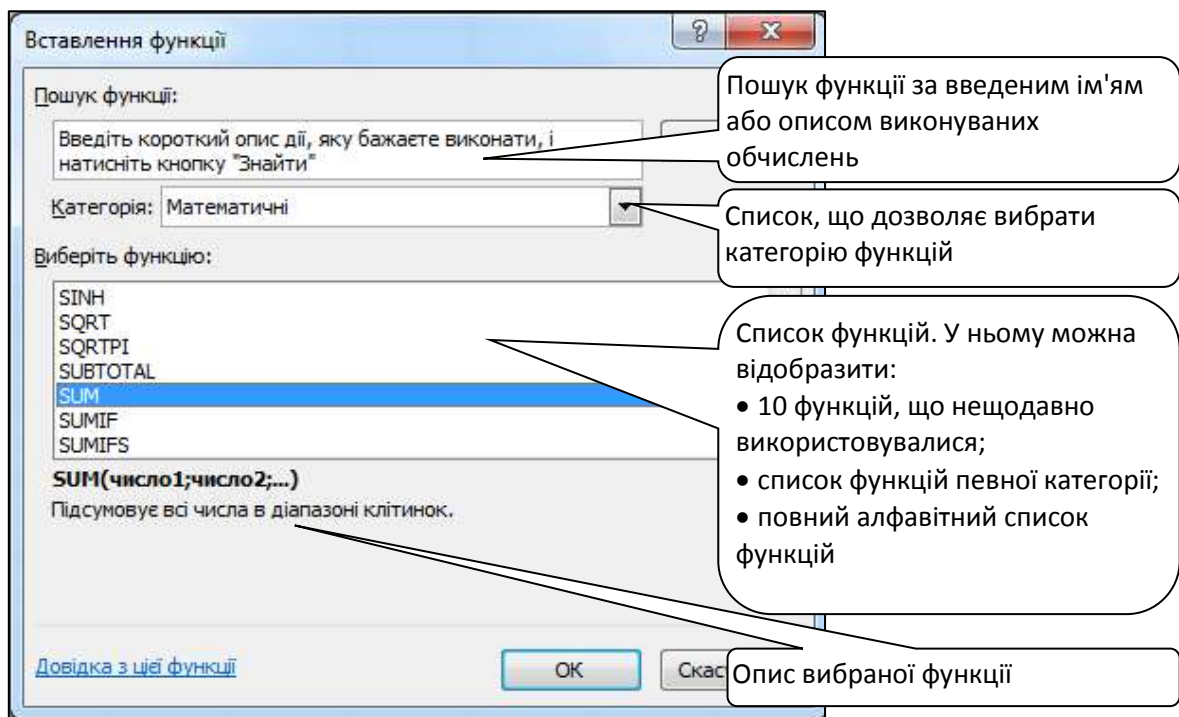 Вставлення функції
Пошук функції:
Введіть короткий опис дії, яку бажаєте виконати, і
натисніть кнопку "Знайти"
Пошук функції за введеним ім'ям
або описом виконуваних
обчислень
Категорія: Математичні
Список, що дозволяє вибрати
категорію функцій
Виберіть функцію:
SINH
SQRT
SQRTPI
SUBTOTAL
SUM
SUMIF
SUMIFS
Список функцій. У ньому можна
відобразити:
• 10 функцій, що нещодавно
використовувалися;
• список функцій певної категорії;
• повний алфавітний список
функцій
SUM(число1;число2;...)
Підсумовує всі числа в діапазоні клітинок.
Довідка з цієї функції
OK
Опис вибраної функції